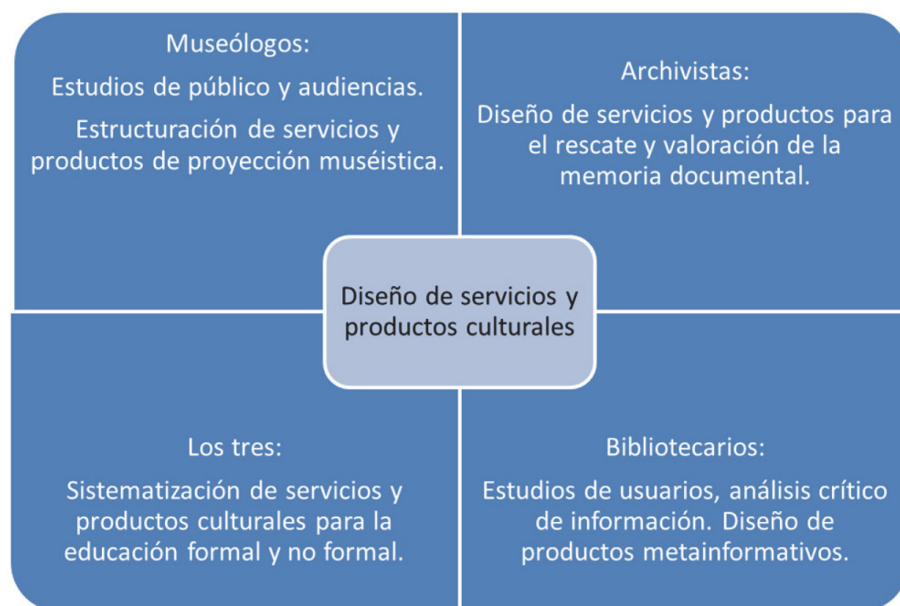 Museólogos:
Estudios de público y audiencias.
Estructuración de servicios y
productos de proyección muséistica.
Archivistas:
Diseño de servicios y productos para
el rescate y valoración de la
memoria documental.
Diseño de servicios y
productos culturales
Los tres:
Sistematización de servicios y
productos culturales para la
educación formal y no formal.
Bibliotecarios:
Estudios de usuarios, análisis crítico
de información. Diseño de
productos metainformativos.